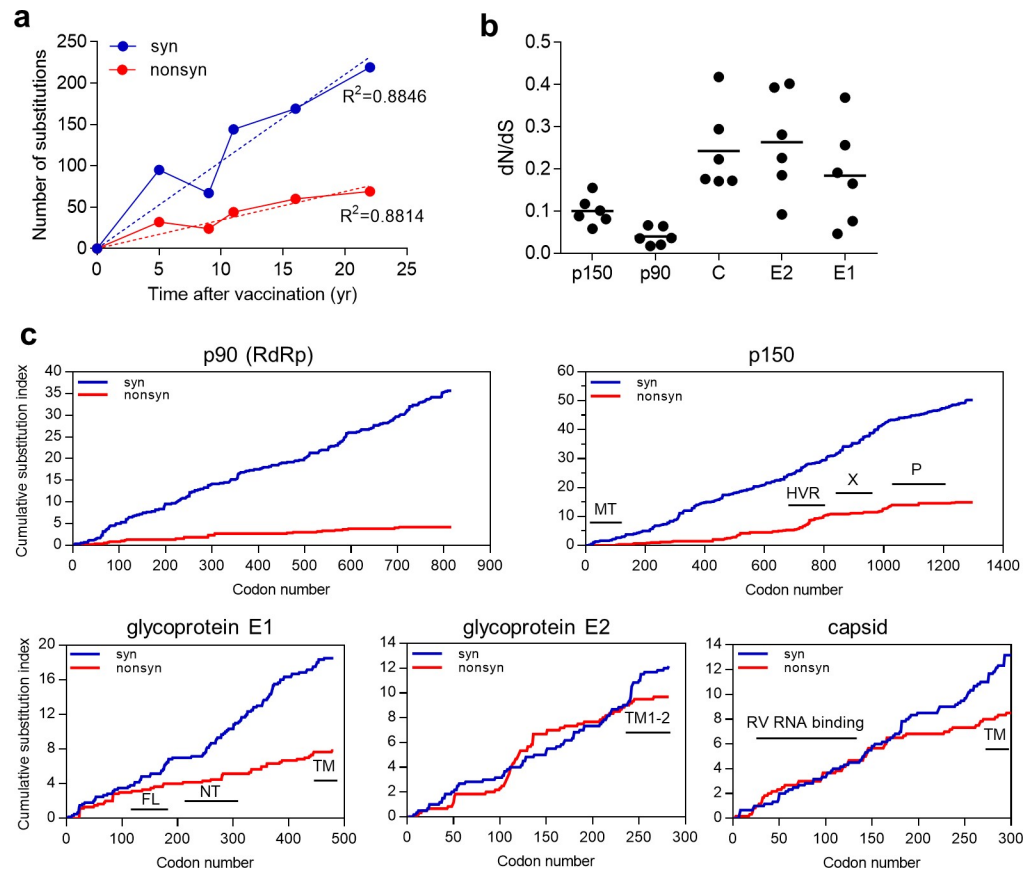 a
250
200
150
100
50
0
Number of substitutions
syn
nonsyn
R²=0.8846
R²=0.8814
0 5 10 15 20 25
Time after vaccination (yr)
b
0.5
0.4
0.3
0.2
0.1
0.0
dN/dS
p150 p90 C E2 E1
c
p90 (RdRp)
Cumulative substitution index
40
35
30
25
20
15
10
5
0
syn
nonsyn
0 100 200 300 400 500 600 700 800 900
Codon number
p150
60
50
40
30
20
10
0
syn
nonsyn
MT
HVR
X
P
0 200 400 600 800 1000 1200 1400
Codon number
glycoprotein E1
Cumulative substitution index
20
16
12
8
4
0
syn
nonsyn
FL
NT
TM
0 100 200 300 400 500
Codon number
glycoprotein E2
14
12
10
8
6
4
2
0
syn
nonsyn
TM1-2
0 50 100 150 200 250 300
Codon number
capsid
14
12
10
8
6
4
2
0
syn
nonsyn
RV RNA binding
TM
0 50 100 150 200 250 300
Codon number